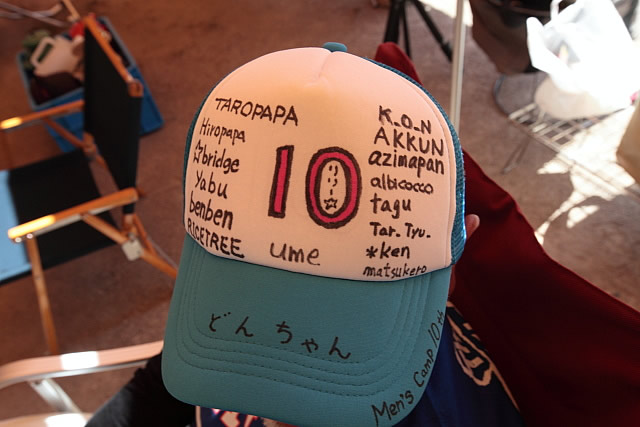 TAROPAPA
Hiropapa
bridge
Yabu
benben
RICETREE
10
ume
K.O.N
AKKUN
azimapan
albicocco
tagu
Tar. Tyu.
*ken
matsukero
どんちゃん
Men's Camp 10th